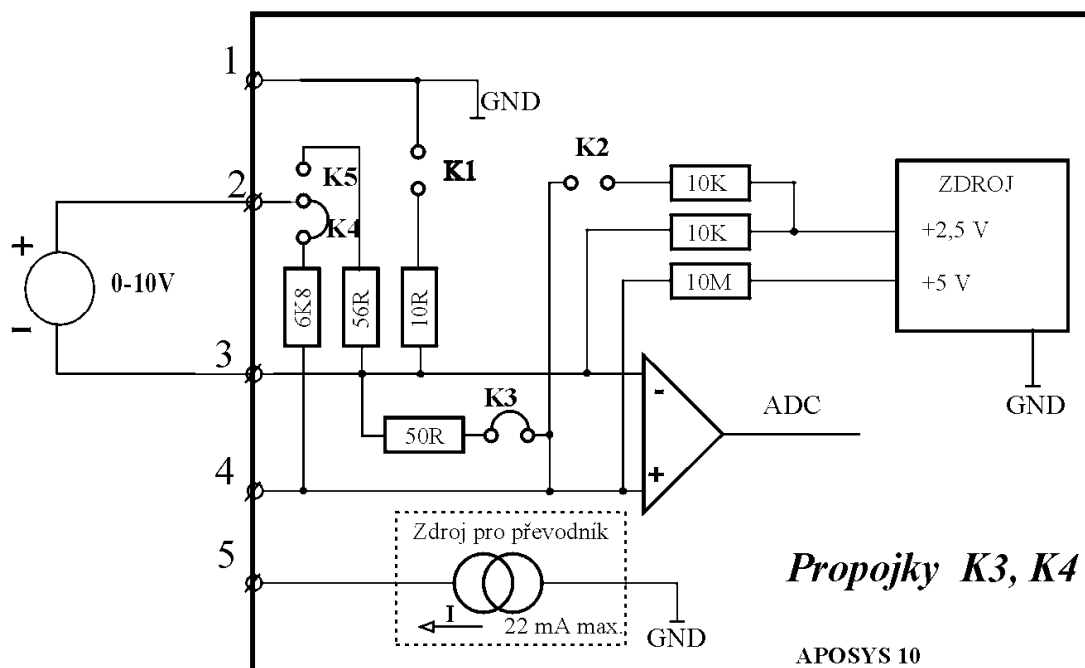 1
GND
K1
K2
10K
ZDROJ
2
K5
K4
10K
+2,5 V
+
0-10V
10M
+5 V
6K8
56R
10R
3
K3
-
ADC
GND
50R
4
+
Zdroj pro převodník
5
I
22 mA max.
GND
Propojky K3, K4
APOSYS 10